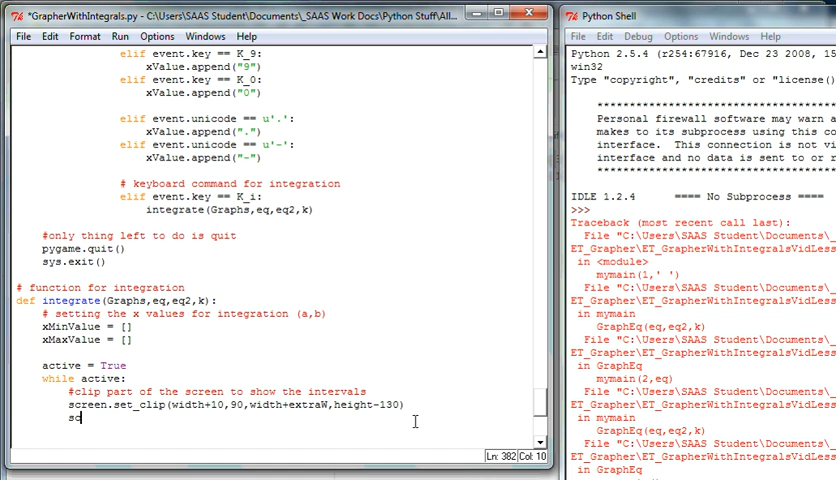 *GrapherWithIntegrals.py - C:\Users\SAAS Student\Documents\_SAAS Work Docs\Python Stuff\All...
File Edit Format Run Options Windows Help
elif event.key == K_9:
xValue.append("9")
elif event.key == K_0:
xValue.append("0")
elif event.unicode == u'.':
xValue.append(".")
elif event.unicode == u'-':
xValue.append("-")
# keyboard command for integration
elif event.key == K_i:
integrate(Graphs,eq,eq2,k)
#only thing left to do is quit
pygame.quit()
sys.exit()
# function for integration
def integrate(Graphs,eq,eq2,k):
# setting the x values for integration (a,b)
xMinValue = []
xMaxValue = []
active = True
while active:
#clip part of the screen to show the intervals
screen.set_clip(width+10,90,width+extraW,height-130)
sc
Ln: 382 Col: 10
Python Shell
File Edit Debug Options Windows
Python 2.5.4 (r254:67916, Dec 23 2008, 15
win32
Type "copyright", "credits" or "license()
****************************************
Personal firewall software may warn a
makes to its subprocess using this co
interface. This connection is not vi
interface and no data is sent to or r
****************************************
IDLE 1.2.4 ==== No Subprocess ====
>>>
Traceback (most recent call last):
File "C:\Users\SAAS Student\Documents\_
ET_Grapher\ET_GrapherWithIntegralsVidLess
in <module>
mymain(1,' ')
File "C:\Users\SAAS Student\Documents\_
ET_Grapher\ET_GrapherWithIntegralsVidLess
in mymain
GraphEq(eq,eq2,k)
File "C:\Users\SAAS Student\Documents\_
ET_Grapher\ET_GrapherWithIntegralsVidLess
in GraphEq
mymain(2,eq)
File "C:\Users\SAAS Student\Documents\_
ET_Grapher\ET_GrapherWithIntegralsVidLess
in mymain
GraphEq(eq,eq2,k)
File "C:\Users\SAAS Student\Documents\_
ET_Grapher\ET_GrapherWithIntegralsVidLess
in GraphEq